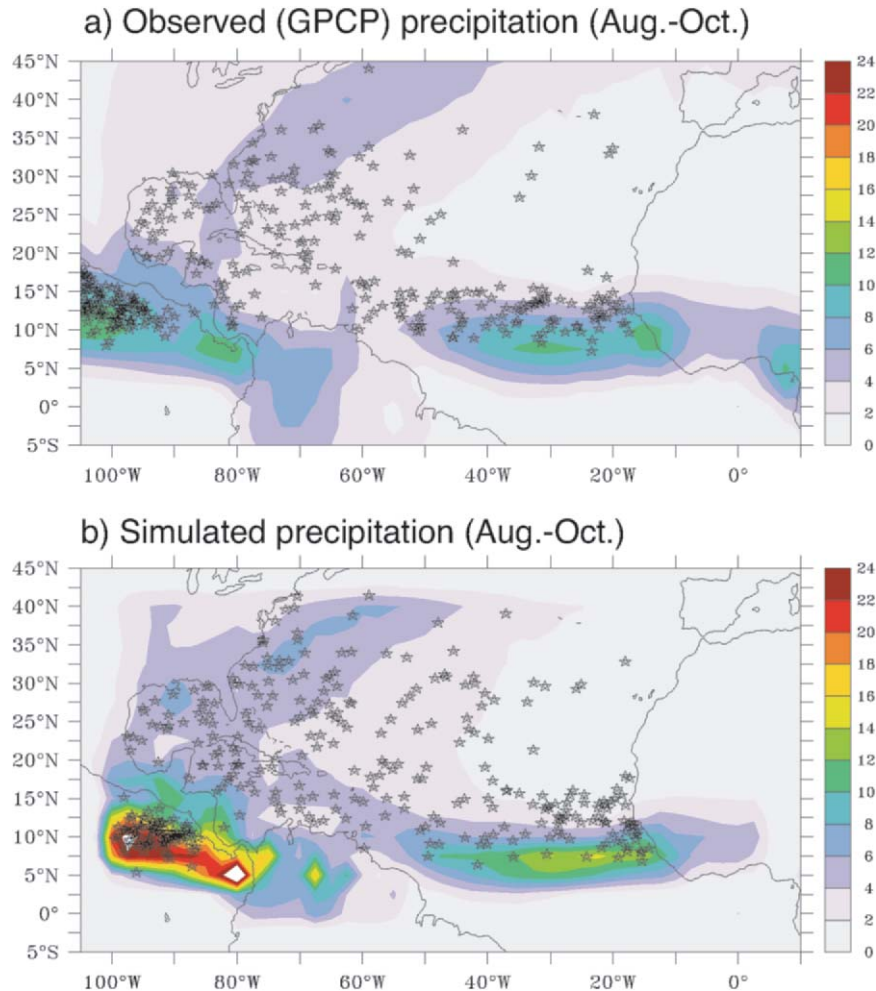 a) Observed (GPCP) precipitation (Aug.-Oct.)
45°N
40°N
35°N
30°N
25°N
20°N
15°N
10°N
5°N
0°
5°S
100°W 80°W 60°W 40°W 20°W 0°
24
22
20
18
16
14
12
10
8
6
4
2
0
b) Simulated precipitation (Aug.-Oct.)
45°N
40°N
35°N
30°N
25°N
20°N
15°N
10°N
5°N
0°
5°S
100°W 80°W 60°W 40°W 20°W 0°
24
22
20
18
16
14
12
10
8
6
4
2
0